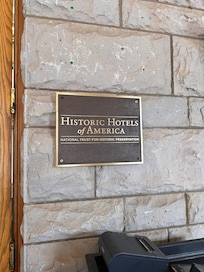 HISTORIC HOTELS
of AMERICA
NATIONAL TRUST FOR HISTORIC PRESERVATION